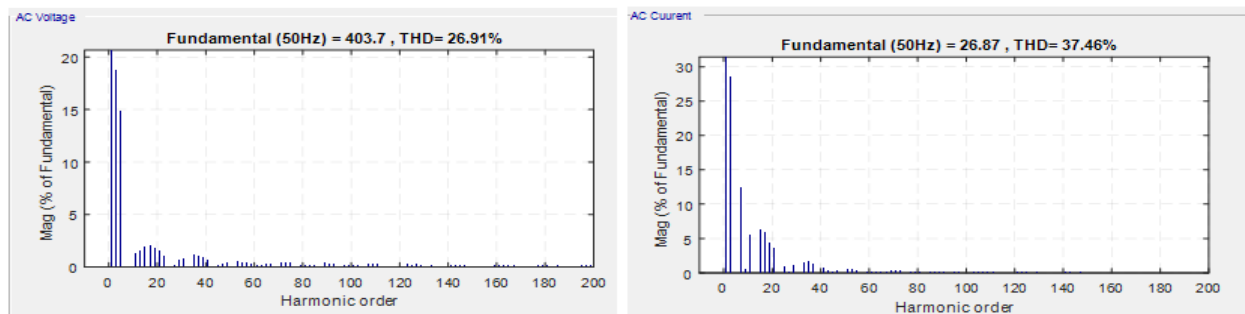 AC Voltage
Fundamental (50Hz) = 403.7 , THD= 26.91%
Mag (% of Fundamental)
20
15
10
5
0
0 20 40 60 80 100 120 140 160 180 200
Harmonic order
AC Cuurent
Fundamental (50Hz) = 26.87 , THD= 37.46%
Mag (% of Fundamental)
30
25
20
15
10
5
0
0 20 40 60 80 100 120 140 160 180 200
Harmonic order